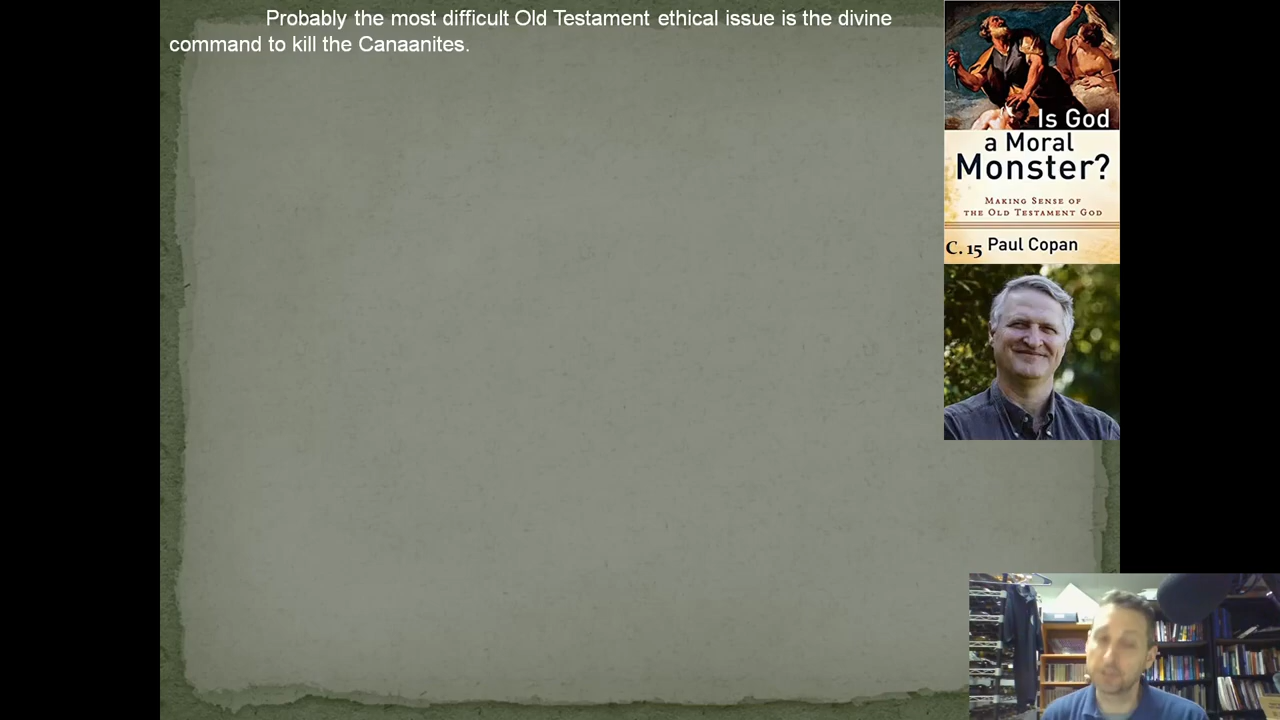 Probably the most difficult Old Testament ethical issue is the divine
command to kill the Canaanites.
Is God
a Moral
Monster?
MAKING SENSE OF
THE OLD TESTAMENT GOD
C. 15 Paul Copan